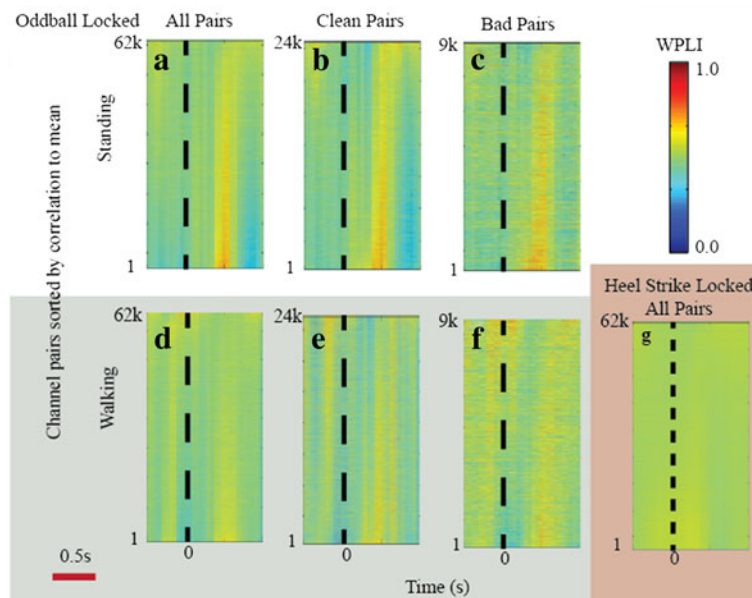 Oddball Locked All Pairs Clean Pairs Bad Pairs
WPLI
62k a 24k b 9k c 1.0
Standing
1 1 1 0.0
Channel pairs sorted by correlation to mean
Heel Strike Locked
All Pairs
62k d 24k e 9k f 62k g
Walking
1 1 1 1
0 0 0 0
0.5s
Time (s)